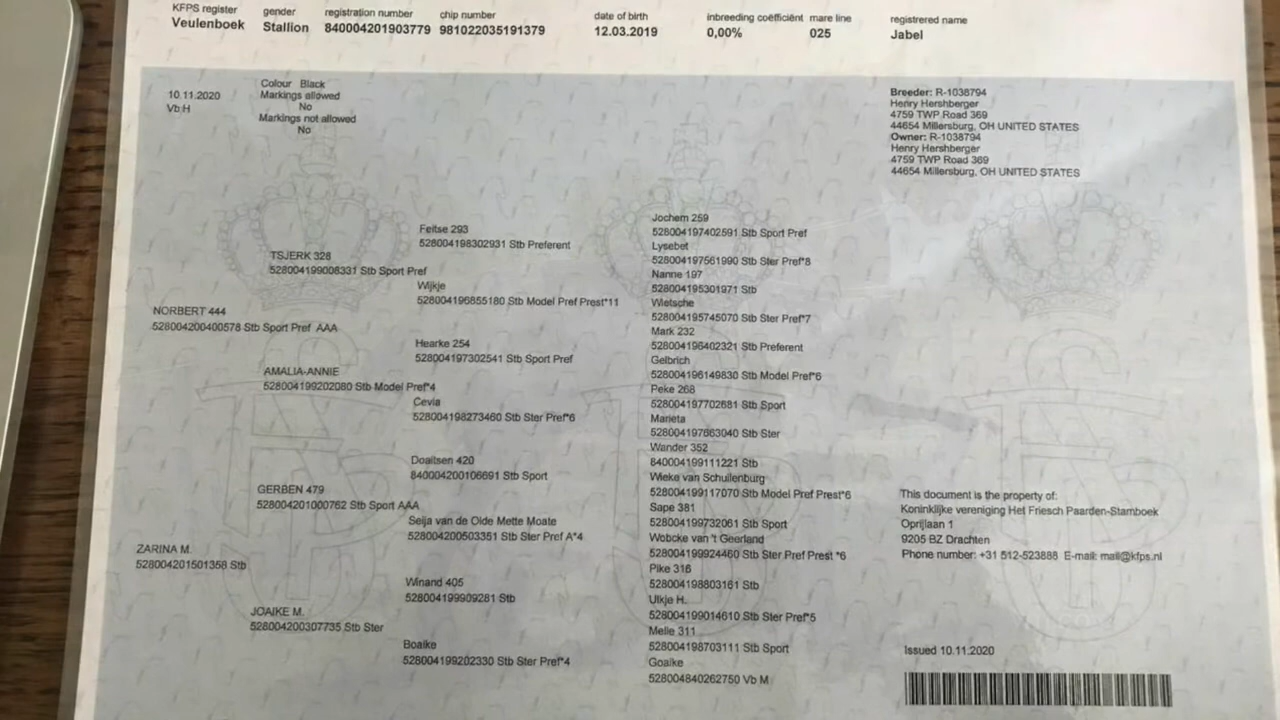 KFPS register gender registration number chip number date of birth inbreeding coëfficiënt mare line registrered name
Veulenboek Stallion 840004201903779 981022035191379 12.03.2019 0,00% 025 Jabel
10.11.2020
Vb H
Colour Black
Markings allowed
No
Markings not allowed
No
Breeder: R-1038794
Henry Hershberger
4759 TWP Road 369
44654 Millersburg, OH UNITED STATES
Owner: R-1038794
Henry Hershberger
4759 TWP Road 369
44654 Millersburg, OH UNITED STATES
NORBERT 444
528004200400578 Stb Sport Pref AAA
ZARINA M.
528004201501358 Stb
TSJERK 328
528004199008331 Stb Sport Pref
AMALIA-ANNIE
528004199202080 Stb Model Pref*4
GERBEN 479
528004201000762 Stb Sport AAA
JOAIKE M.
528004200307735 Stb Ster
Feitse 293
528004198302931 Stb Preferent
Wijkje
528004196855180 Stb Model Pref Prest*11
Hearke 254
528004197302541 Stb Sport Pref
Cevia
528004198273460 Stb Ster Pref*6
Doaitsen 420
840004200106691 Stb Sport
Seija van de Olde Mette Moate
528004200503351 Stb Ster Pref A*4
Winand 405
528004199909281 Stb
Boaike
528004199202330 Stb Ster Pref*4
Jochem 259
528004197402591 Stb Sport Pref
Lysebet
528004197561990 Stb Ster Pref*8
Nanne 197
528004195301971 Stb
Wietsche
528004195745070 Stb Ster Pref*7
Mark 232
528004196402321 Stb Preferent
Gelbrich
528004196149830 Stb Model Pref*6
Peke 268
528004197702681 Stb Sport
Marieta
528004197663040 Stb Ster
Wander 352
840004199111221 Stb
Wieke van Schuilenburg
528004199117070 Stb Model Pref Prest*6
Sape 381
528004199732061 Stb Sport
Wobcke van 't Geerland
528004199924460 Stb Ster Pref Prest *6
Pike 316
528004198803161 Stb
Ulkje H.
528004199014610 Stb Ster Pref*5
Melle 311
528004198703111 Stb Sport
Goaike
528004840262750 Vb M
This document is the property of:
Koninklijke vereniging Het Friesch Paarden-Stamboek
Oprijlaan 1
9205 BZ Drachten
Phone number: +31 512-523888 E-mail: mail@kfps.nl
Issued 10.11.2020